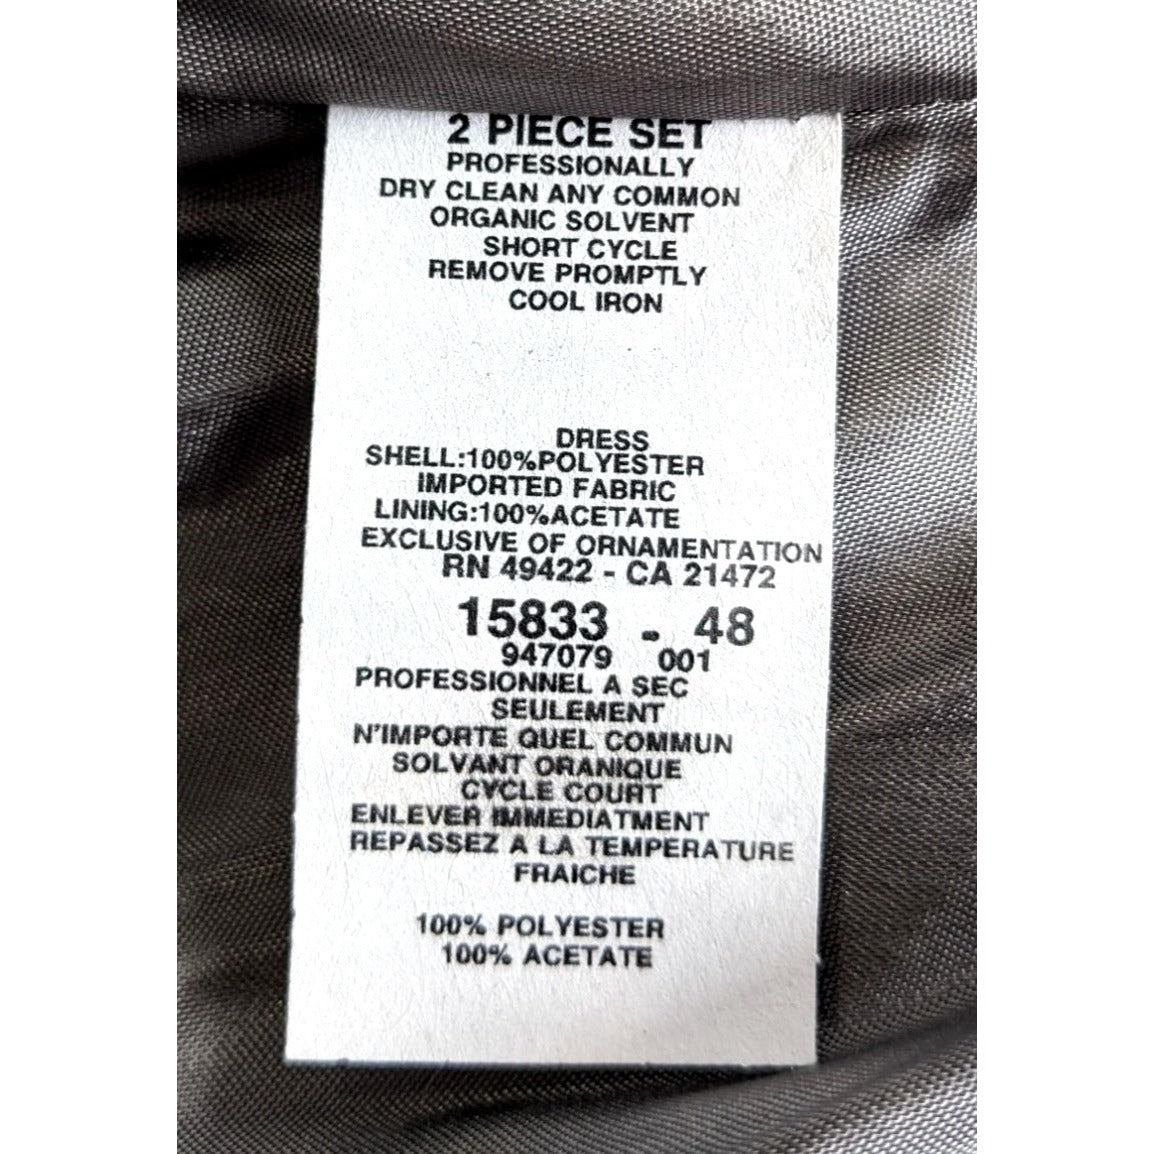 2 PIECE SET
PROFESSIONALLY
DRY CLEAN ANY COMMON
ORGANIC SOLVENT
SHORT CYCLE
REMOVE PROMPTLY
COOL IRON
DRESS
SHELL:100%POLYESTER
IMPORTED FABRIC
LINING:100%ACETATE
EXCLUSIVE OF ORNAMENTATION
RN 49422 - CA 21472
15833 - 48
947079 001
PROFESSIONNEL A SEC
SEULEMENT
N'IMPORTE QUEL COMMUN
SOLVANT ORANIQUE
CYCLE COURT
ENLEVER IMMEDIATMENT
REPASSEZ A LA TEMPERATURE
FRAICHE
100% POLYESTER
100% ACETATE